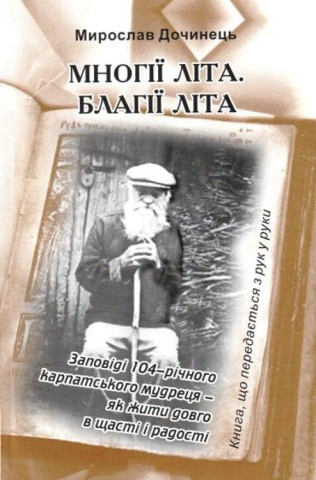 Мирослав Дочинець
МНОГІЇ ЛІТА.
БЛАГІЇ ЛІТА
Заповіді 104-річного
карпатського мудреця –
як жити довго
в щасті і радості
Книга, що передається з рук у руки